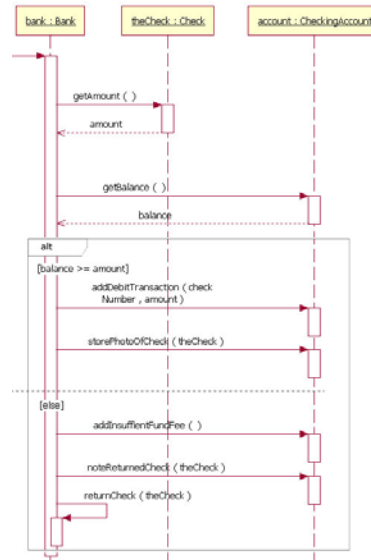 bank : Bank
theCheck : Check
account : CheckingAccount
getAmount ( )
amount
getBalance ( )
balance
alt
[balance >= amount]
addDebitTransaction ( check
Number , amount )
storePhotoOfCheck ( theCheck )
[else]
addInsuffientFundFee ( )
noteReturnedCheck ( theCheck )
returnCheck ( theCheck )